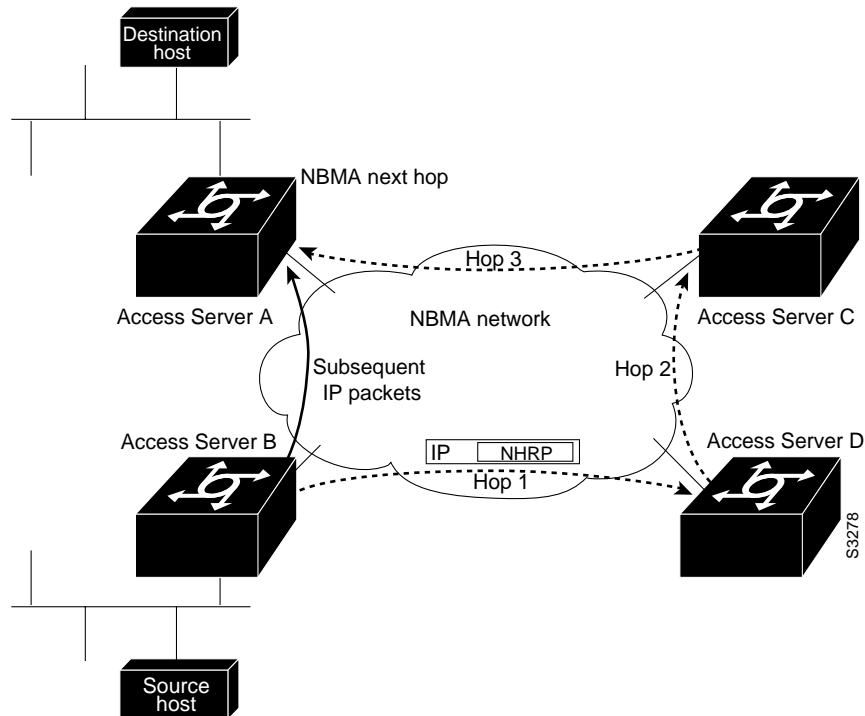 Destination
host
NBMA next hop
Hop 3
Access Server A
NBMA network
Access Server C
Subsequent
IP packets
Hop 2
Access Server B
Access Server D
IP NHRP
Hop 1
S3278
Source
host